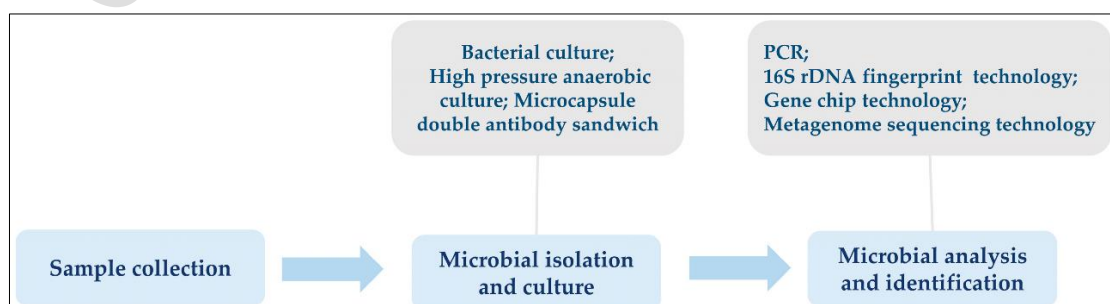 Bacterial culture;
High pressure anaerobic
culture; Microcapsule
double antibody sandwich
PCR;
16S rDNA fingerprint technology;
Gene chip technology;
Metagenome sequencing technology
Sample collection
Microbial isolation
and culture
Microbial analysis
and identification